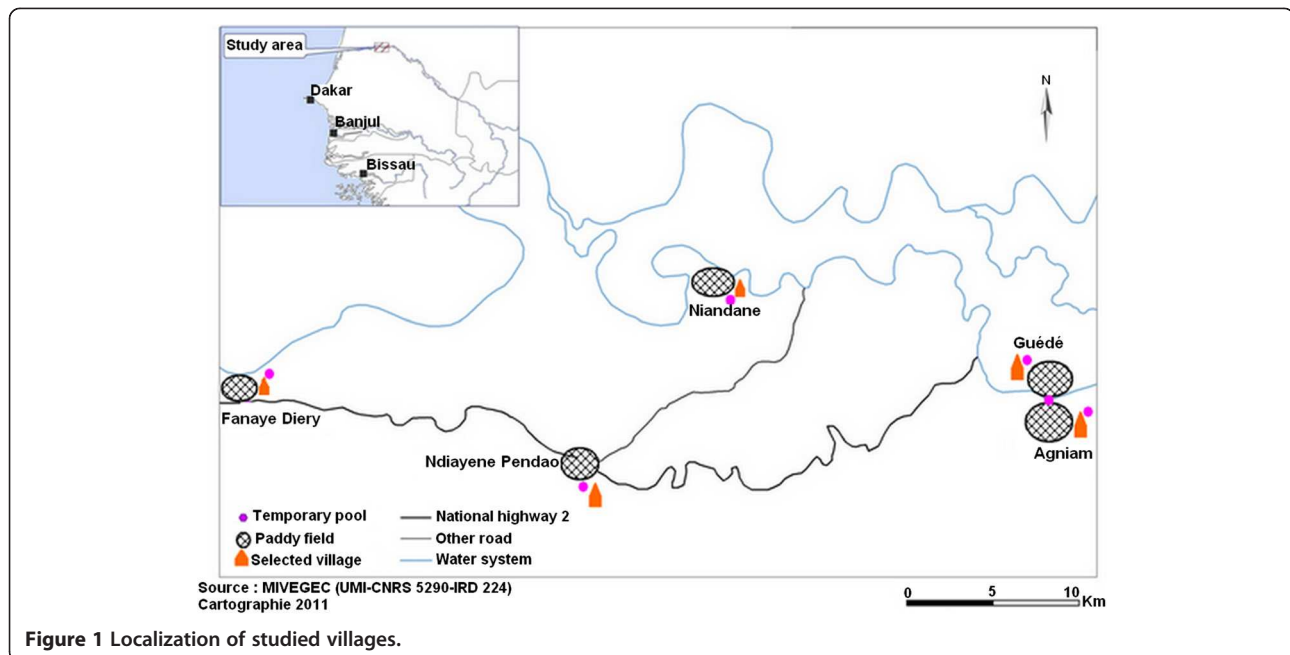 Study area
Dakar
Banjul
Bissau
N
Niandane
Guédé
Fanaye Diery
Agniam
Ndiayene Pendao
Temporary pool
Paddy field
Selected village
National highway 2
Other road
Water system
Source : MIVEGEC (UMI-CNRS 5290-IRD 224)
Cartographie 2011
0 5 10 Km
Figure 1 Localization of studied villages.